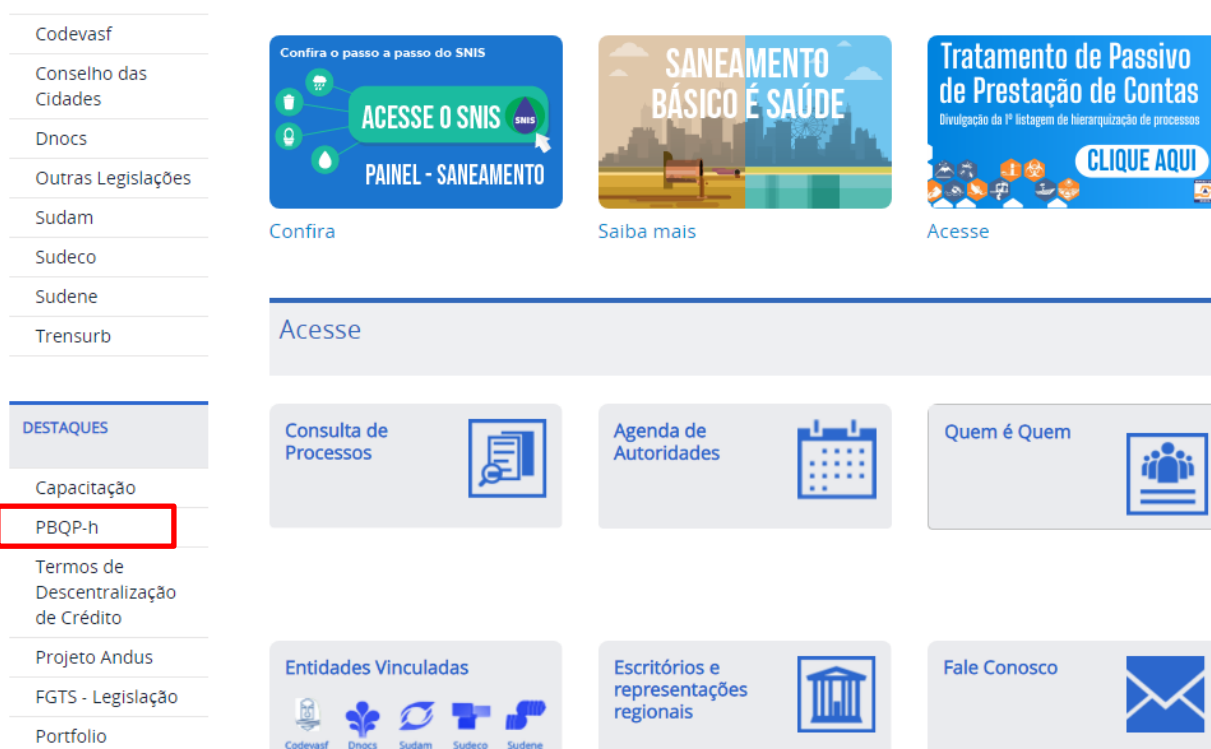 Codevasf
Conselho das
Cidades
Dnocs
Outras Legislações
Sudam
Sudeco
Sudene
Trensurb
DESTAQUES
Capacitação
PBQP-h
Termos de
Descentralização
de Crédito
Projeto Andus
FGTS - Legislação
Portfolio
Confira o passo a passo do SNIS
ACESSE O SNIS
SNIS
PAINEL - SANEAMENTO
Confira
SANEAMENTO
BÁSICO É SAÚDE
Saiba mais
Tratamento de Passivo
de Prestação de Contas
Divulgação da 1ª listagem de hierarquização de processos
CLIQUE AQUI
Acesse
Acesse
Consulta de
Processos
Agenda de
Autoridades
Quem é Quem
Entidades Vinculadas
Codevasf Dnocs Sudam Sudeco Sudene
Escritórios e
representações
regionais
Fale Conosco